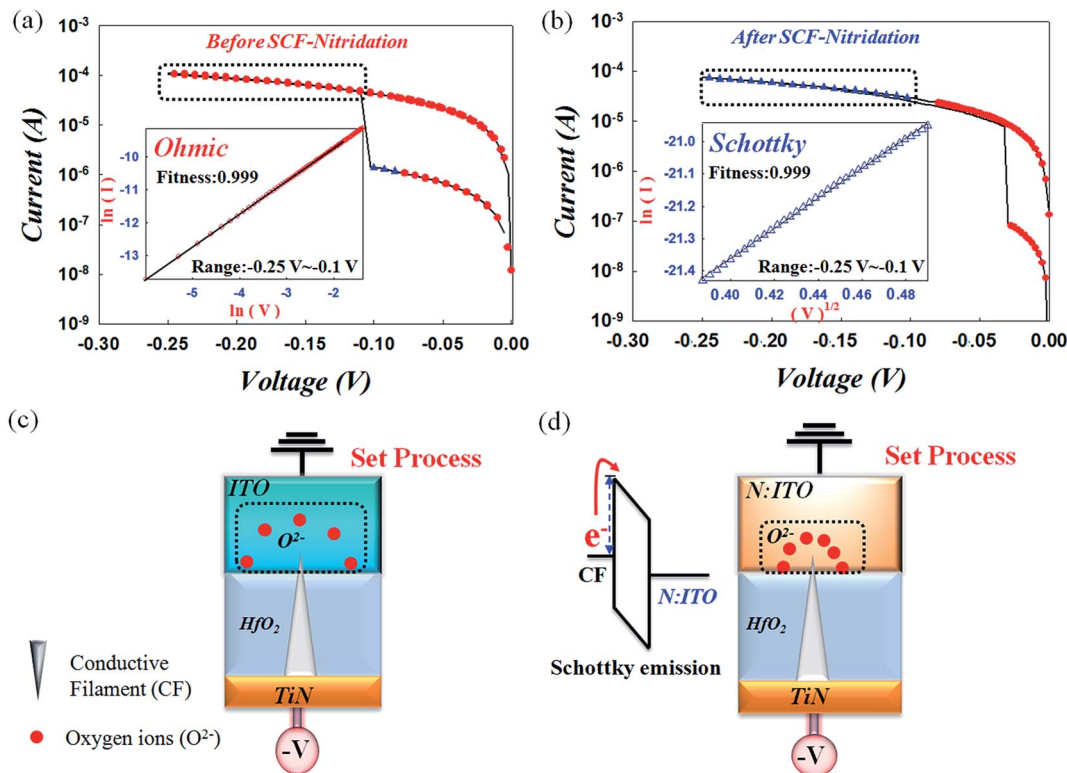 (a)
Before SCF-Nitridation
Current (A)
10⁻³
10⁻⁴
10⁻⁵
10⁻⁶
10⁻⁷
10⁻⁸
10⁻⁹
Ohmic
Fitness:0.999
Range:-0.25 V~-0.1 V
ln ( I )
-10
-11
-12
-13
-6 -5 -4 -3 -2
ln ( V )
-0.30 -0.25 -0.20 -0.15 -0.10 -0.05 0.00
Voltage (V)
(b)
After SCF-Nitridation
Current (A)
10⁻³
10⁻⁴
10⁻⁵
10⁻⁶
10⁻⁷
10⁻⁸
10⁻⁹
Schottky
Fitness:0.999
Range:-0.25 V~-0.1 V
ln ( I )
-21.0
-21.1
-21.2
-21.3
-21.4
0.40 0.42 0.44 0.46 0.48
( V )^1/2
-0.30 -0.25 -0.20 -0.15 -0.10 -0.05 0.00
Voltage (V)
(c)
Set Process
ITO
O²⁻
HfO₂
TiN
-V
Conductive
Filament (CF)
Oxygen ions (O²⁻)
(d)
e⁻
CF
N:ITO
Schottky emission
Set Process
N:ITO
O²⁻
HfO₂
TiN
-V